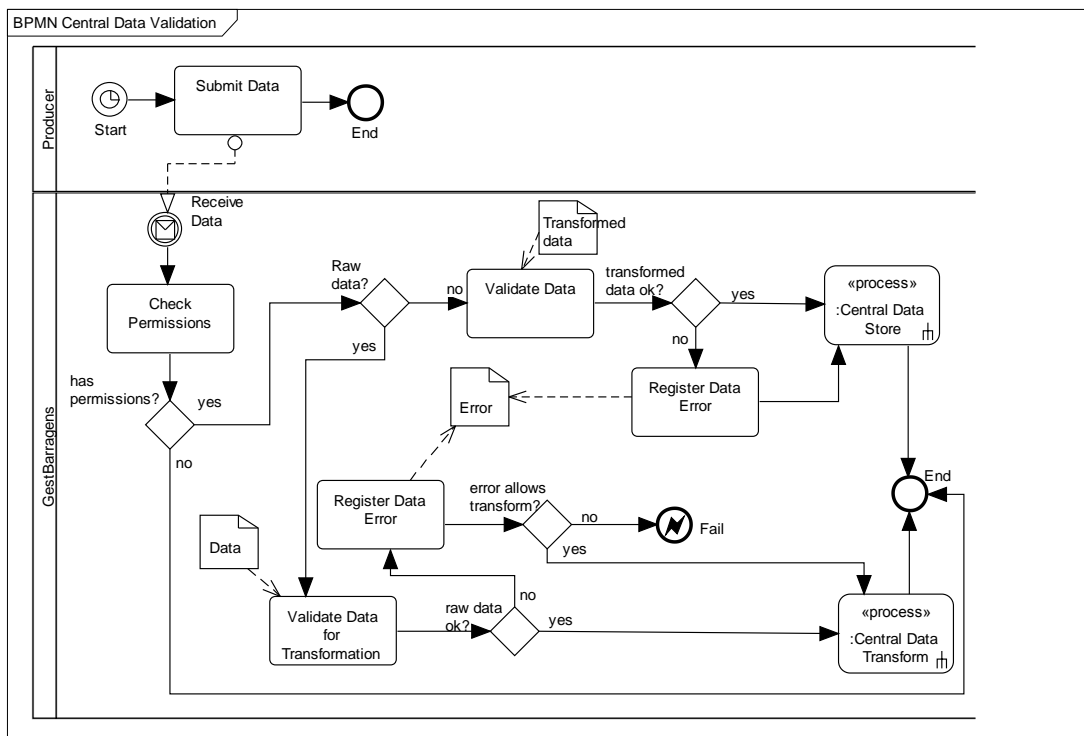 BPMN Central Data Validation
Producer
Start
Submit Data
End
GestBarragens
Receive
Data
Check
Permissions
has
permissions?
yes
no
Raw
data?
no
yes
Transformed
data
Validate Data
transformed
data ok?
yes
no
«process»
:Central Data
Store
Register Data
Error
Error
Register Data
Error
error allows
transform?
no
yes
Fail
End
Data
Validate Data
for
Transformation
raw data
ok?
no
yes
«process»
:Central Data
Transform